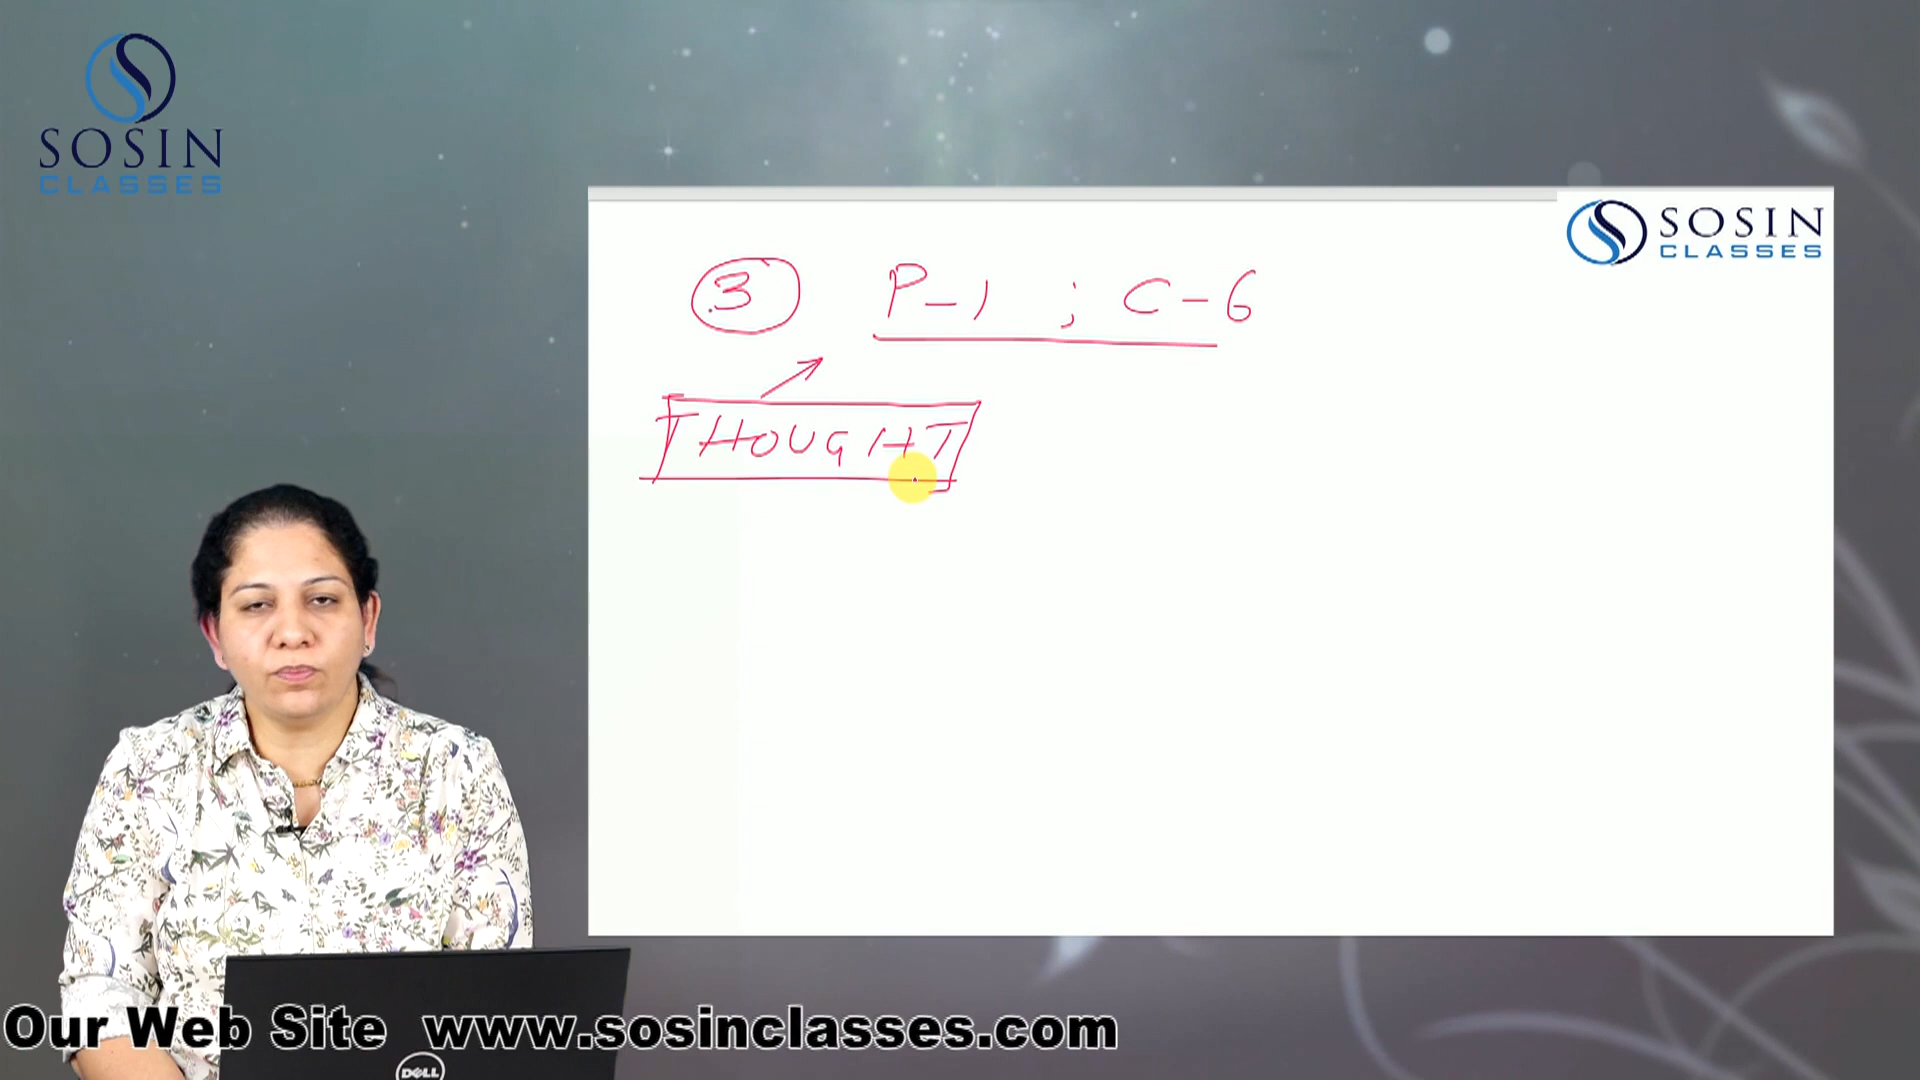 SOSIN
CLASSES
SOSIN
CLASSES
3 P-1 ; C-6
THOUGHT
Our Web Site www.sosinclasses.com
DELL